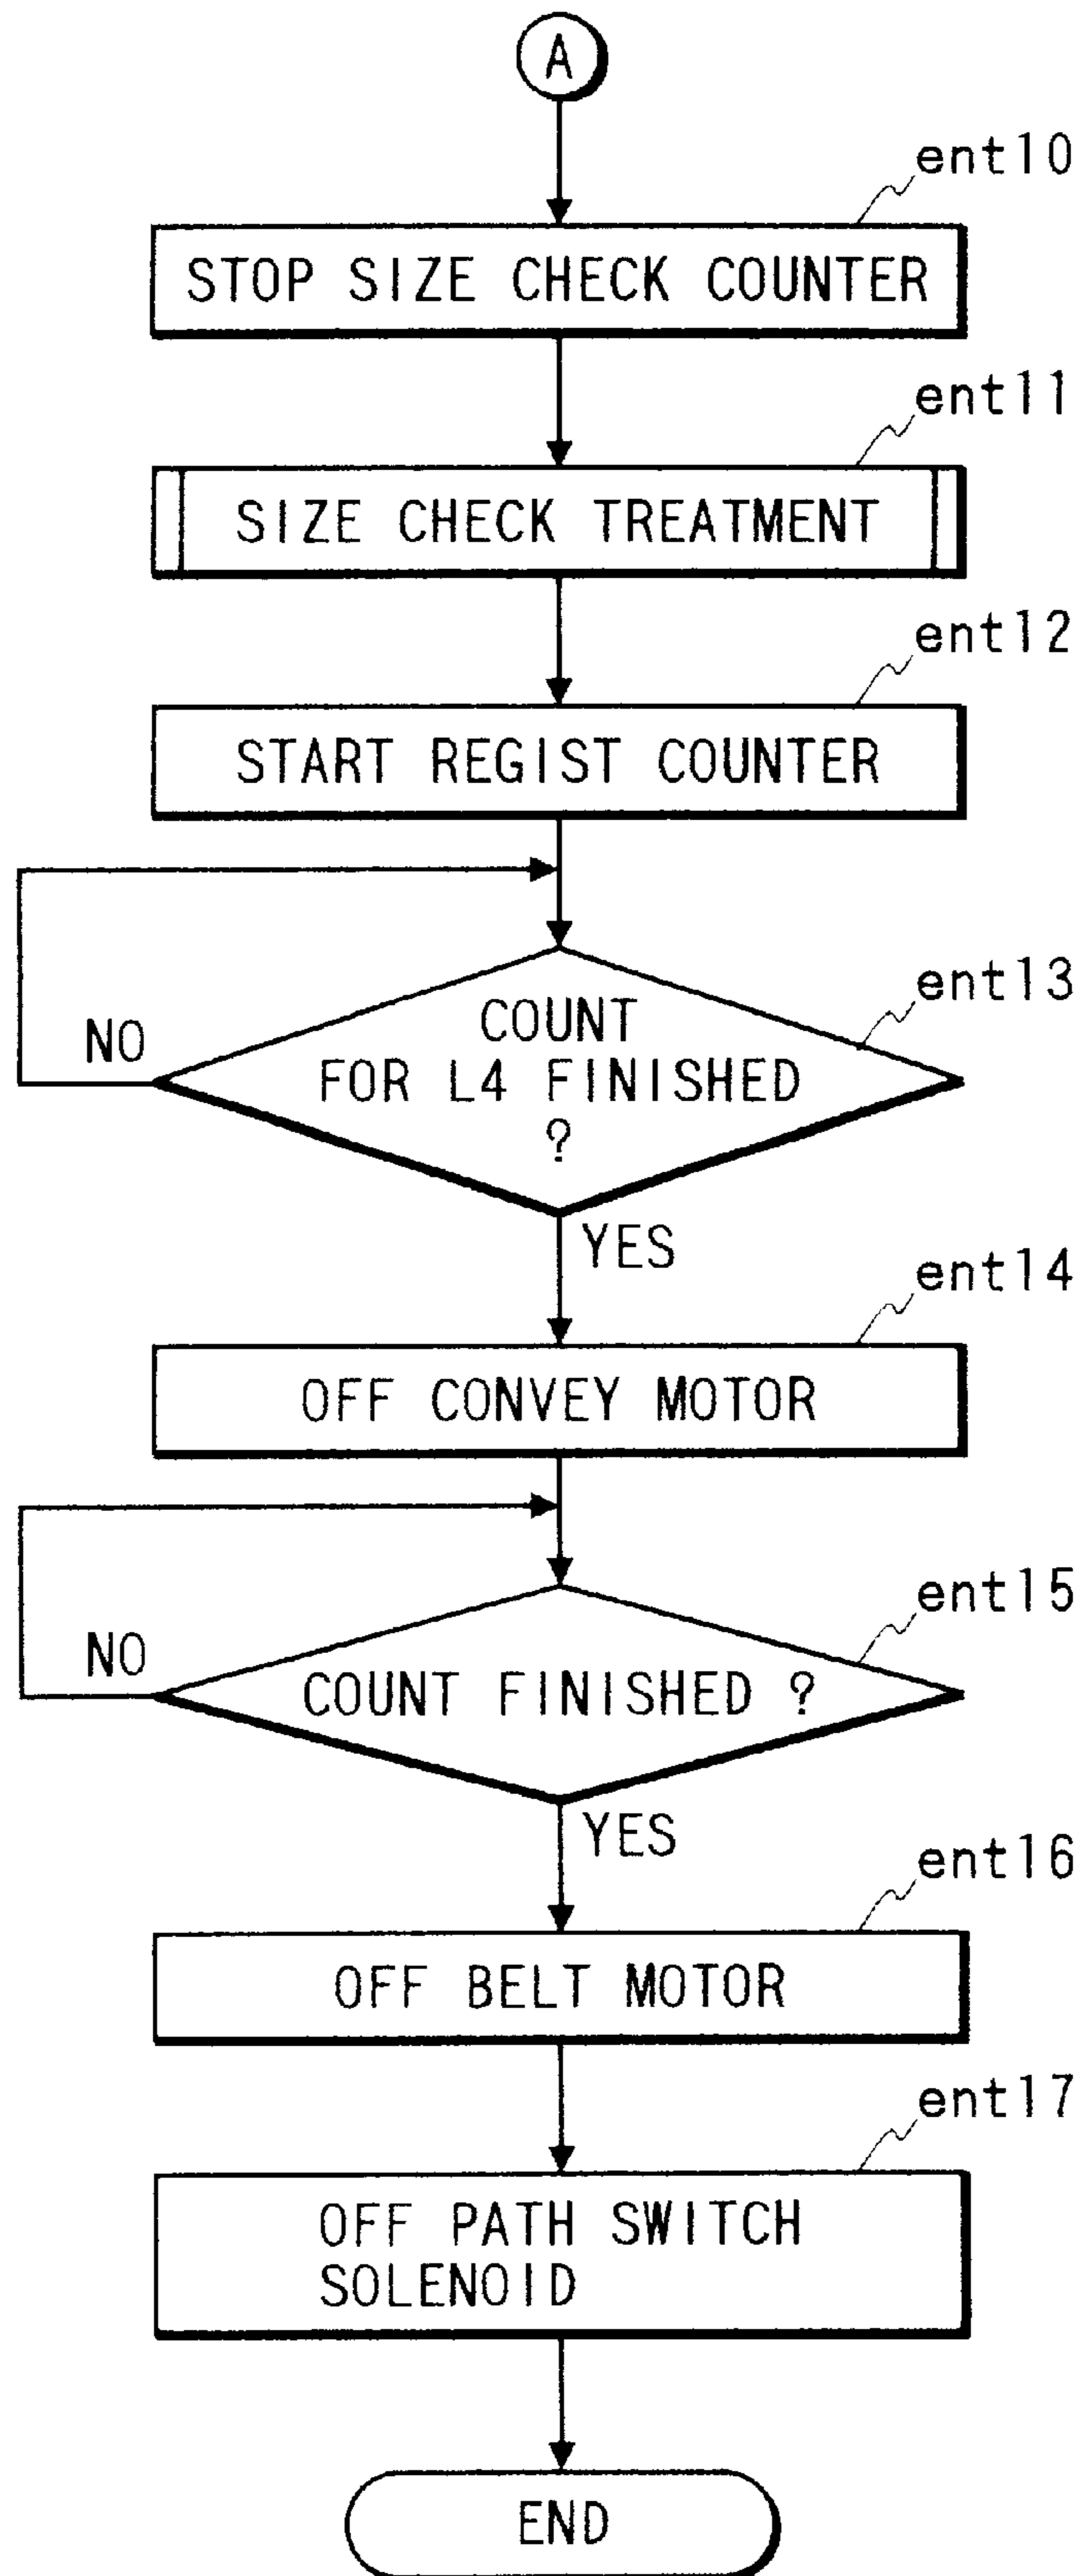 A
ent10
STOP SIZE CHECK COUNTER
ent11
SIZE CHECK TREATMENT
ent12
START REGIST COUNTER
ent13
COUNT
FOR L4 FINISHED
?
NO
YES
ent14
OFF CONVEY MOTOR
ent15
COUNT FINISHED ?
NO
YES
ent16
OFF BELT MOTOR
ent17
OFF PATH SWITCH
SOLENOID
END